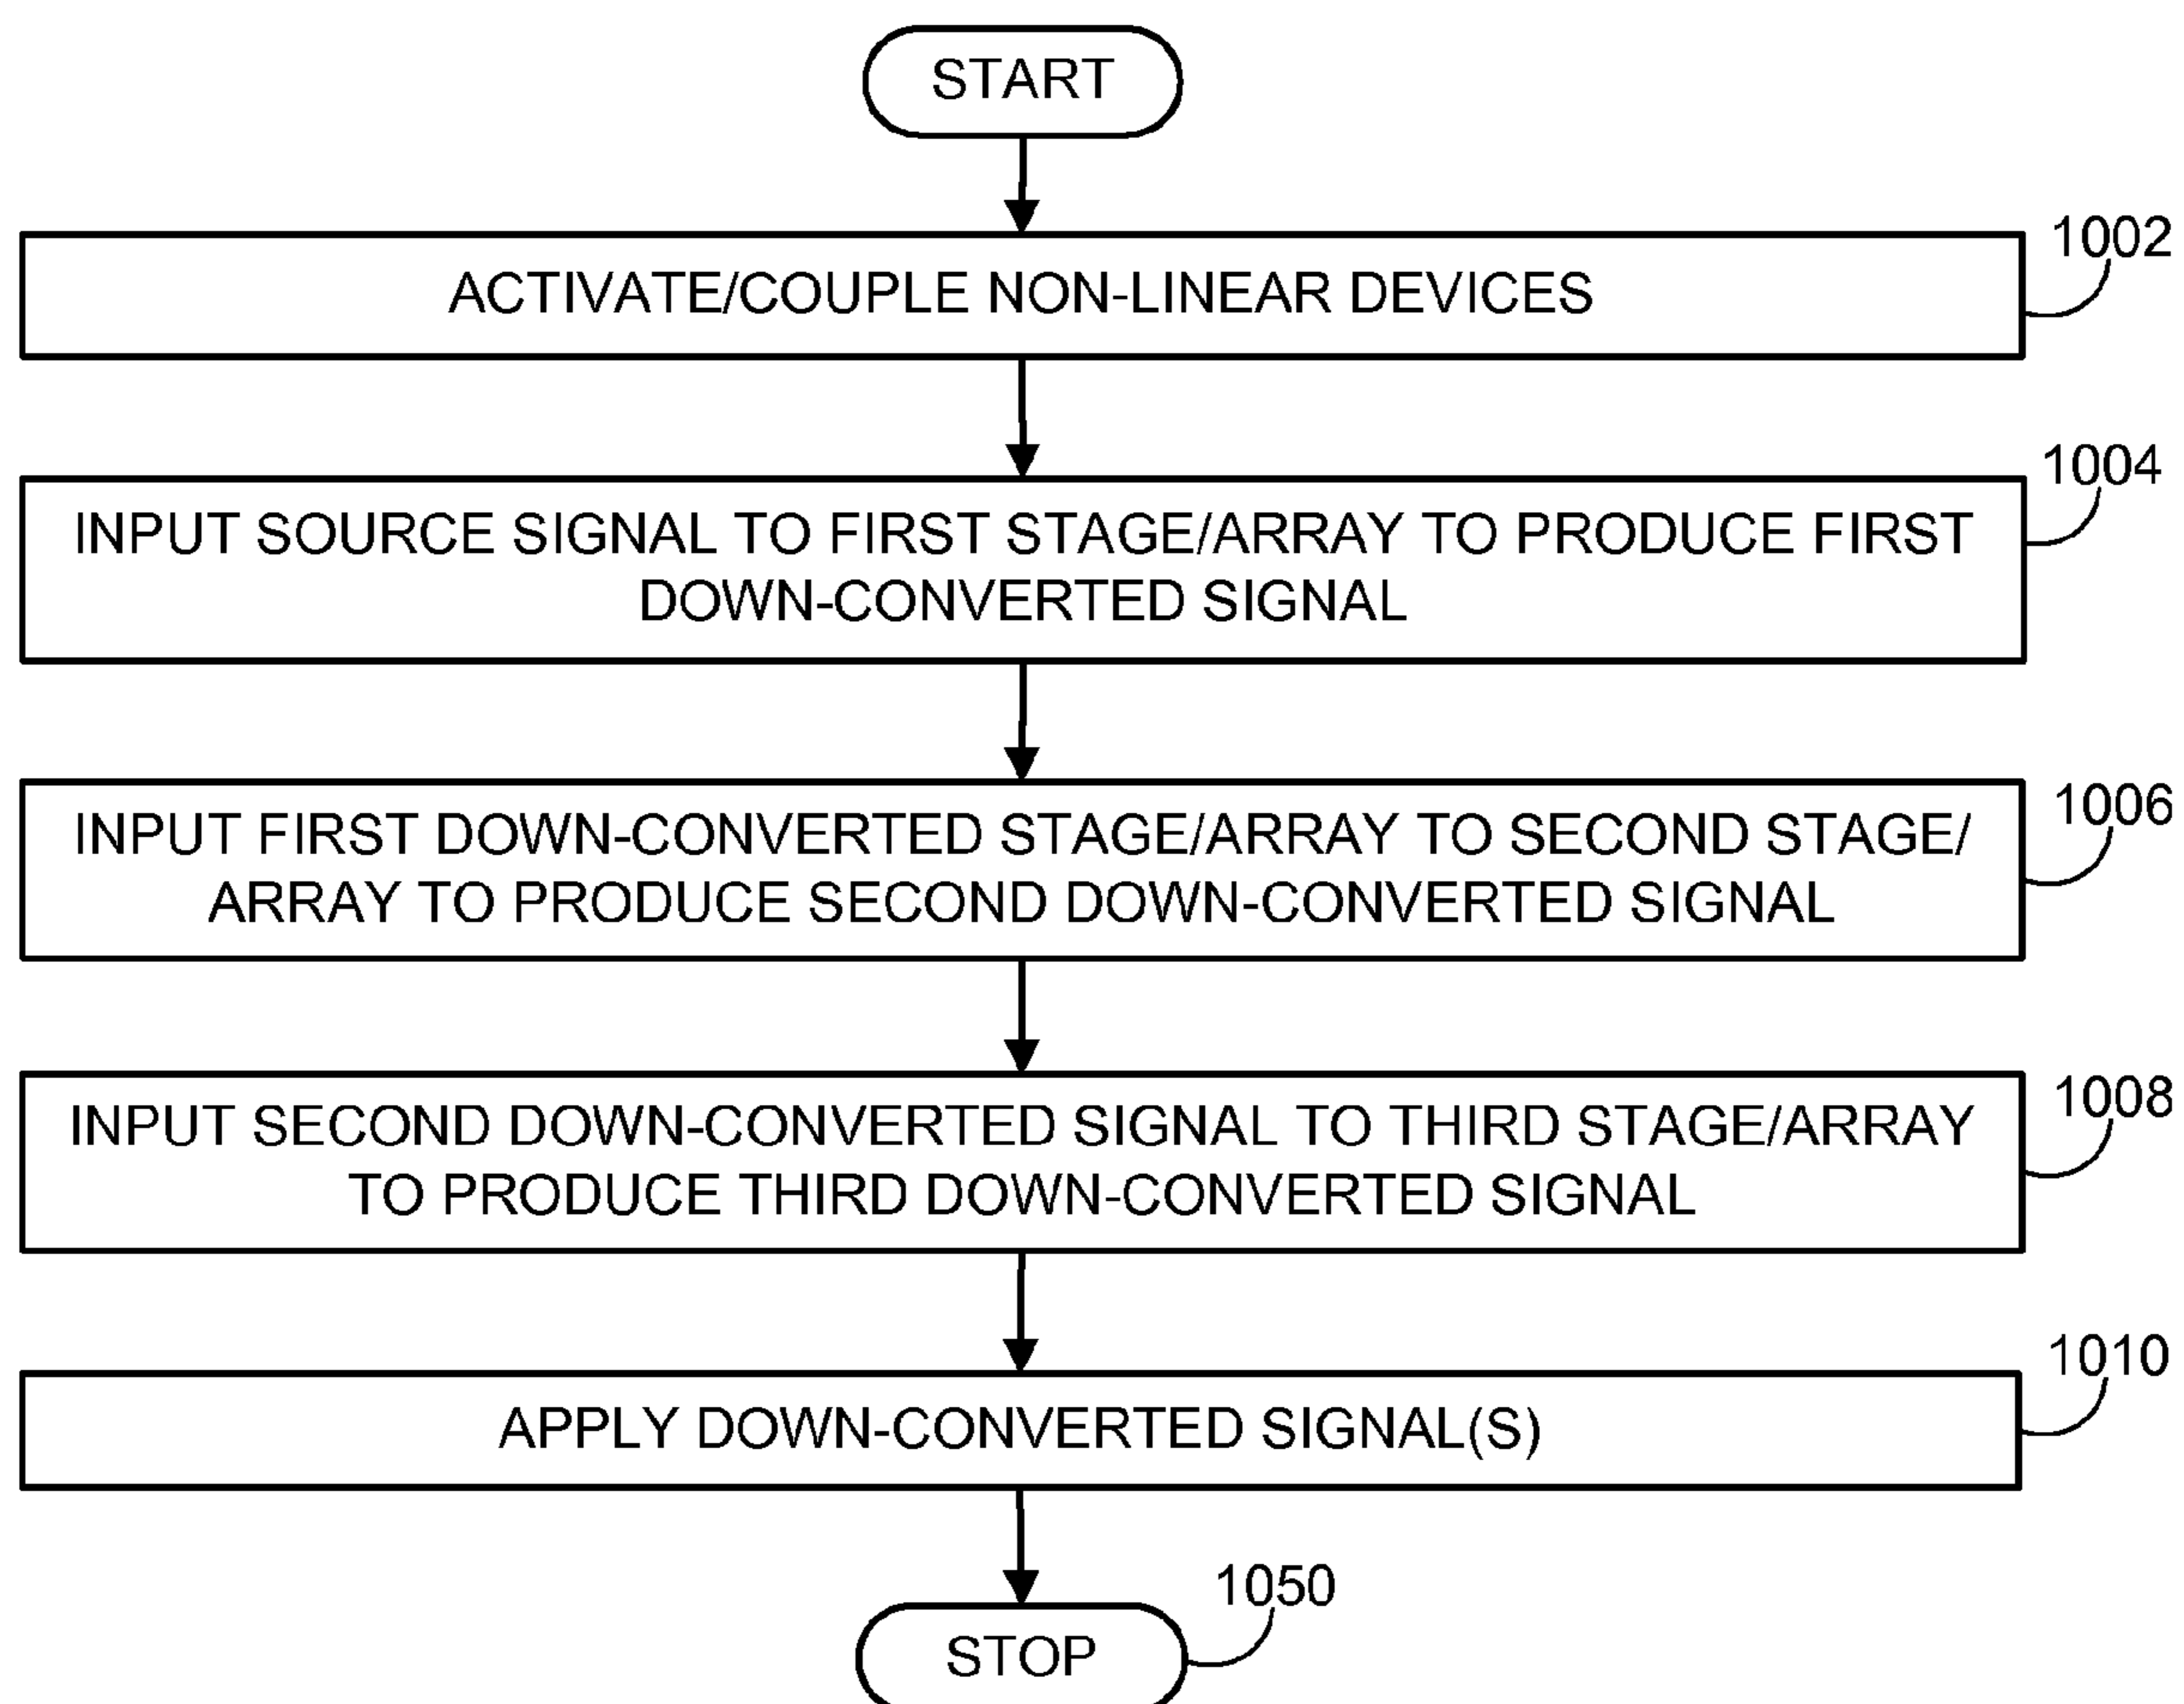 START
1002
ACTIVATE/COUPLE NON-LINEAR DEVICES
1004
INPUT SOURCE SIGNAL TO FIRST STAGE/ARRAY TO PRODUCE FIRST
DOWN-CONVERTED SIGNAL
1006
INPUT FIRST DOWN-CONVERTED STAGE/ARRAY TO SECOND STAGE/
ARRAY TO PRODUCE SECOND DOWN-CONVERTED SIGNAL
1008
INPUT SECOND DOWN-CONVERTED SIGNAL TO THIRD STAGE/ARRAY
TO PRODUCE THIRD DOWN-CONVERTED SIGNAL
1010
APPLY DOWN-CONVERTED SIGNAL(S)
1050
STOP